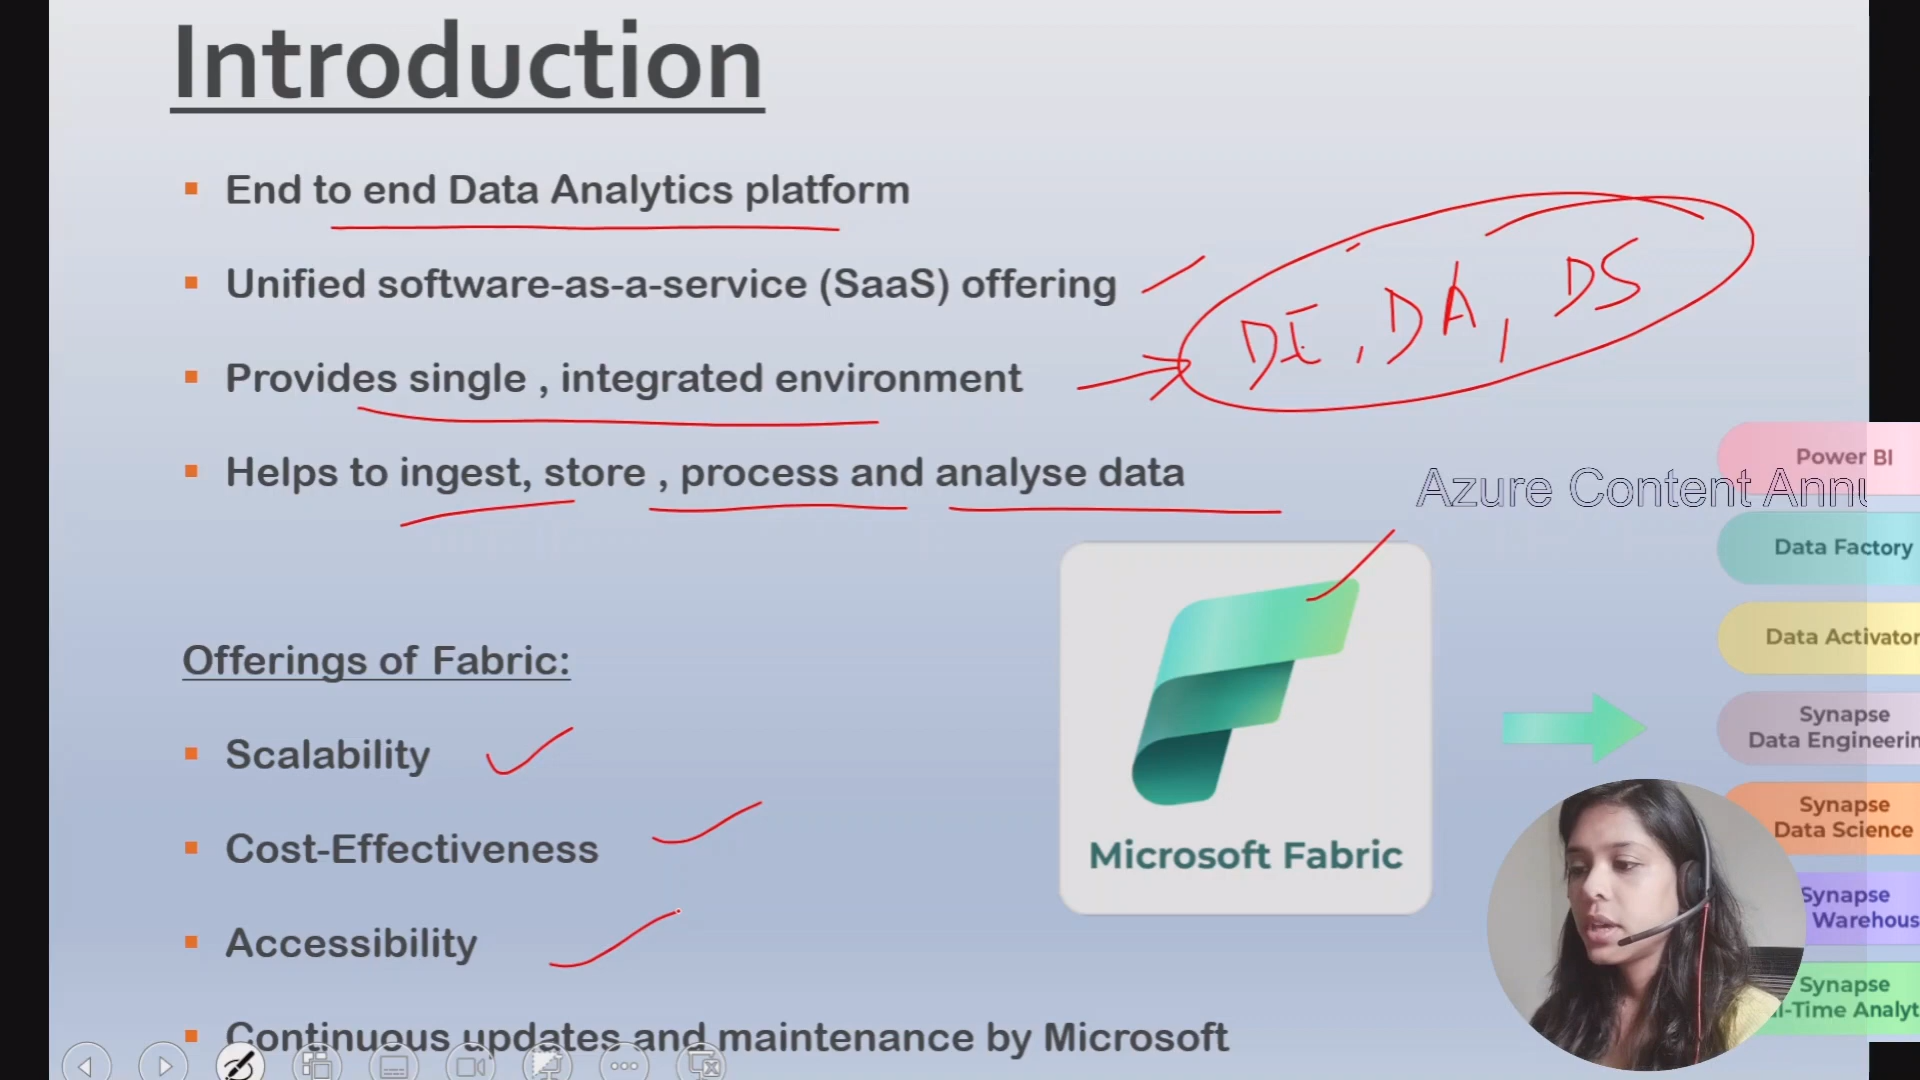 Introduction
End to end Data Analytics platform
Unified software-as-a-service (SaaS) offering
Provides single , integrated environment
Helps to ingest, store , process and analyse data
DE, DA, DS
Azure Content Annu
Offerings of Fabric:
Scalability
Cost-Effectiveness
Accessibility
Continuous updates and maintenance by Microsoft
Microsoft Fabric
Power BI
Data Factory
Data Activator
Synapse
Data Engineerin
Synapse
Data Science
Synapse
Warehous
Synapse
l-Time Analyt